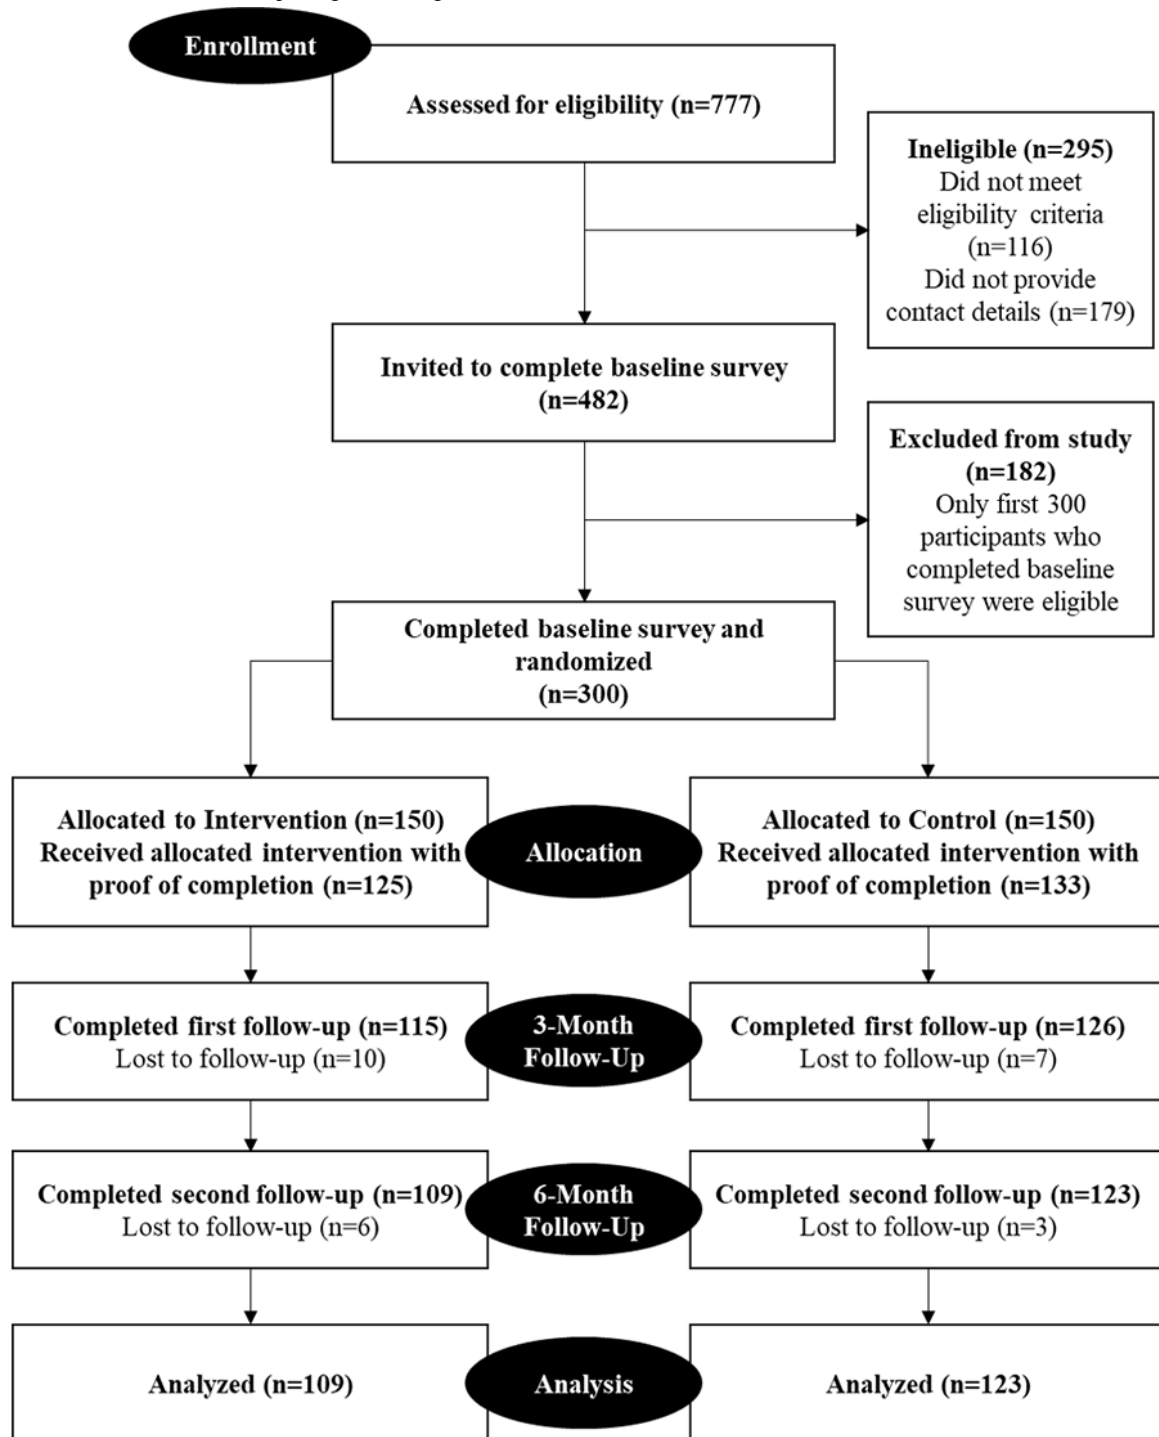 Enrollment
Assessed for eligibility (n=777)
Ineligible (n=295)
Did not meet
eligibility criteria
(n=116)
Did not provide
contact details (n=179)
Invited to complete baseline survey
(n=482)
Excluded from study
(n=182)
Only first 300
participants who
completed baseline
survey were eligible
Completed baseline survey and
randomized
(n=300)
Allocated to Intervention (n=150)
Received allocated intervention with
proof of completion (n=125)
Allocation
Allocated to Control (n=150)
Received allocated intervention with
proof of completion (n=133)
Completed first follow-up (n=115)
Lost to follow-up (n=10)
3-Month
Follow-Up
Completed first follow-up (n=126)
Lost to follow-up (n=7)
Completed second follow-up (n=109)
Lost to follow-up (n=6)
6-Month
Follow-Up
Completed second follow-up (n=123)
Lost to follow-up (n=3)
Analyzed (n=109)
Analysis
Analyzed (n=123)